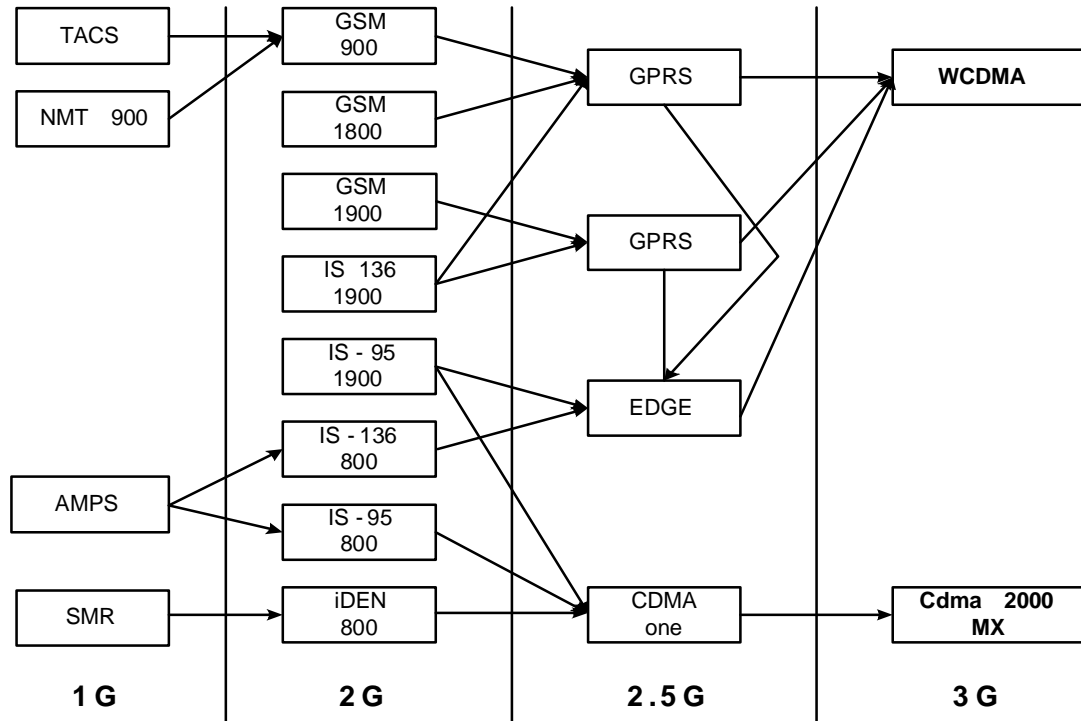 TACS
NMT 900
AMPS
SMR
1 G
GSM
900
GSM
1800
GSM
1900
IS 136
1900
IS - 95
1900
IS - 136
800
IS - 95
800
iDEN
800
2 G
GPRS
GPRS
EDGE
CDMA
one
2.5 G
WCDMA
Cdma 2000
MX
3 G